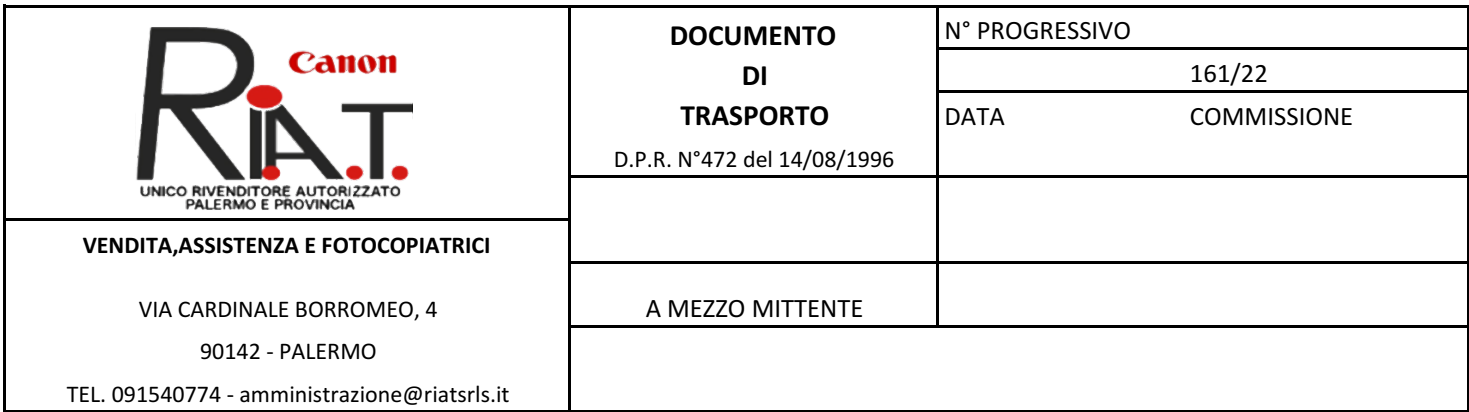 Canon
R.I.A.T.
UNICO RIVENDITORE AUTORIZZATO
PALERMO E PROVINCIA
VENDITA,ASSISTENZA E FOTOCOPIATRICI
VIA CARDINALE BORROMEO, 4
90142 - PALERMO
TEL. 091540774 - amministrazione@riatsrls.it
DOCUMENTO
DI
TRASPORTO
D.P.R. N°472 del 14/08/1996
A MEZZO MITTENTE
N° PROGRESSIVO
161/22
DATA COMMISSIONE